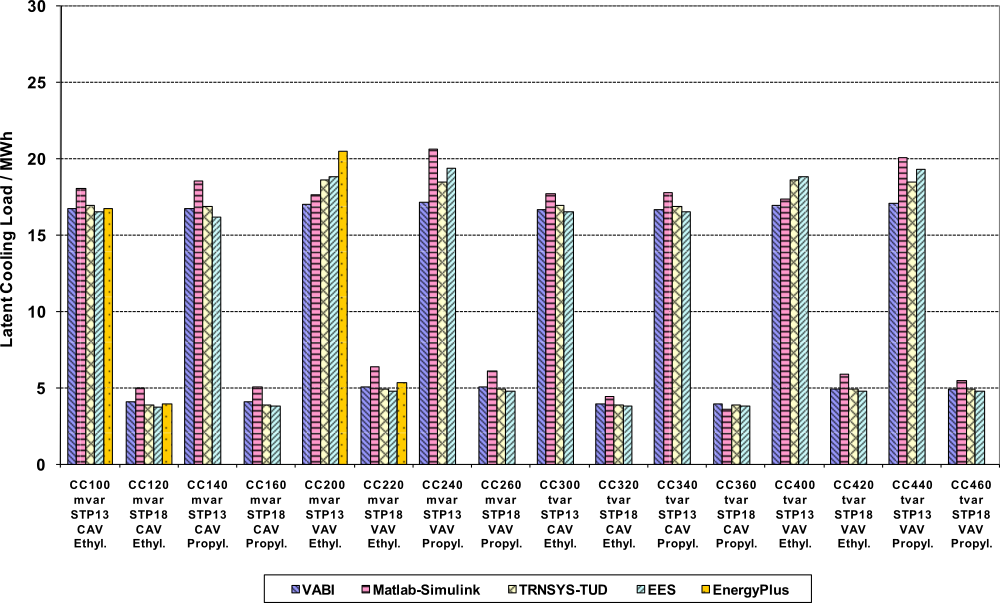 Latent Cooling Load / MWh
30
25
20
15
10
5
0
CC100 CC120 CC140 CC160 CC200 CC220 CC240 CC260 CC300 CC320 CC340 CC360 CC400 CC420 CC440 CC460
mvar mvar mvar mvar mvar mvar mvar mvar tvar tvar tvar tvar tvar tvar tvar tvar
STP13 STP18 STP13 STP18 STP13 STP18 STP13 STP18 STP13 STP18 STP13 STP18 STP13 STP18 STP13 STP18
CAV CAV CAV CAV VAV VAV VAV VAV CAV CAV CAV CAV VAV VAV VAV VAV
Ethyl. Ethyl. Propyl. Propyl. Ethyl. Ethyl. Propyl. Propyl. Ethyl. Ethyl. Propyl. Propyl. Ethyl. Ethyl. Propyl. Propyl.
VABI Matlab-Simulink TRNSYS-TUD EES EnergyPlus